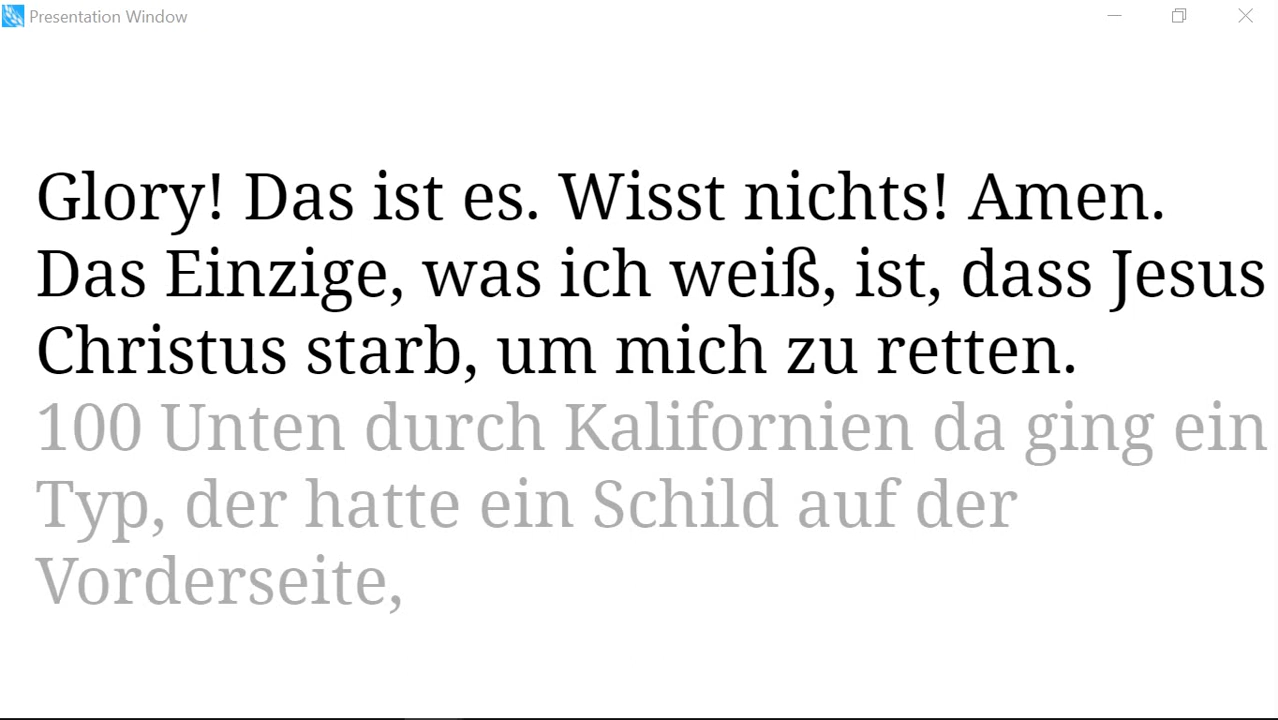 Presentation Window
Glory! Das ist es. Wisst nichts! Amen.
Das Einzige, was ich weiß, ist, dass Jesus
Christus starb, um mich zu retten.
100 Unten durch Kalifornien da ging ein
Typ, der hatte ein Schild auf der
Vorderseite,